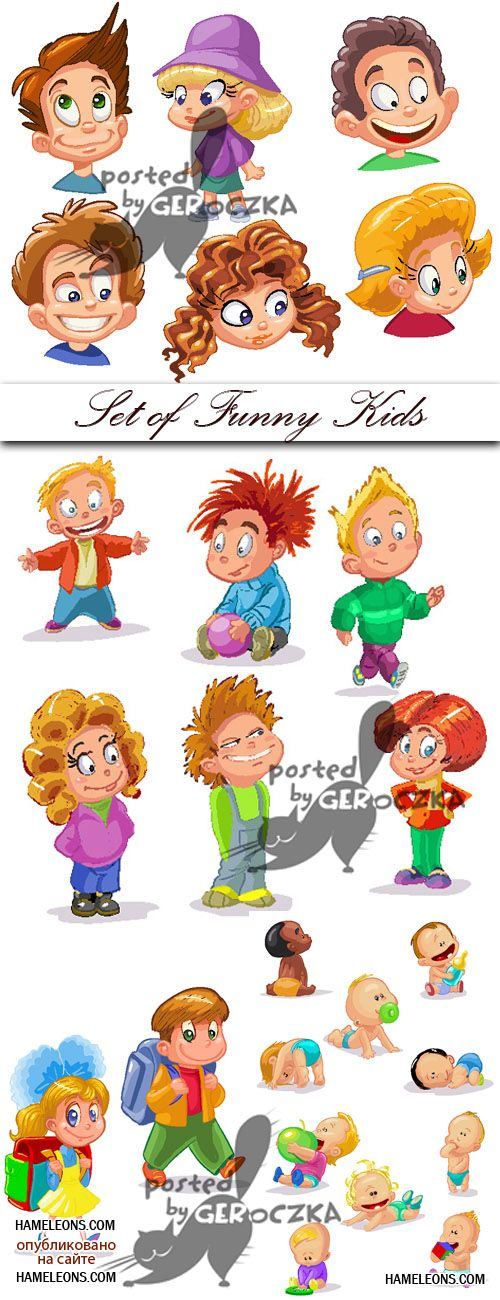 posted
by GEROCZKA
Set of Funny Kids
posted
by GEROCZKA
posted
by GEROCZKA
HAMELEONS.COM
опубликовано
на сайте
HAMELEONS.COM
HAMELEONS.COM